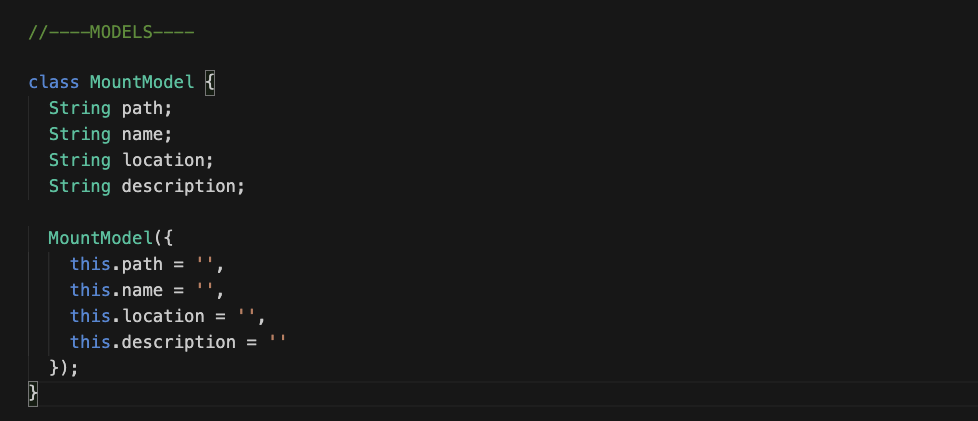 //----MODELS----
class MountModel {
String path;
String name;
String location;
String description;
MountModel({
this.path = '',
this.name = '',
this.location = '',
this.description = ''
});
}